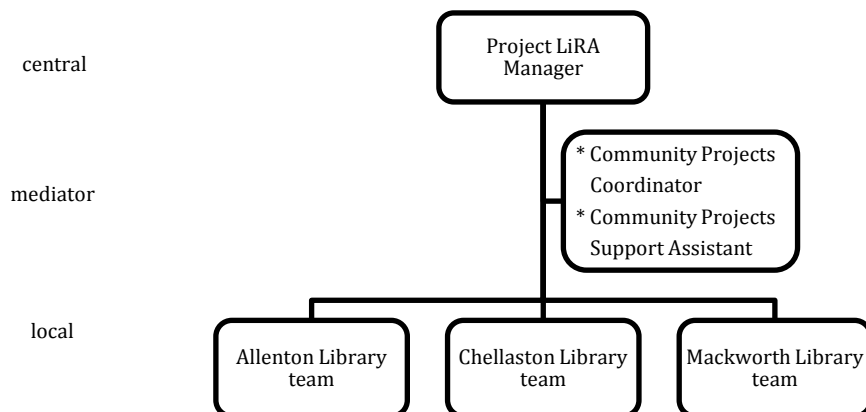 central
Project LiRA
Manager
mediator
* Community Projects
Coordinator
* Community Projects
Support Assistant
local
Allenton Library
team
Chellaston Library
team
Mackworth Library
team